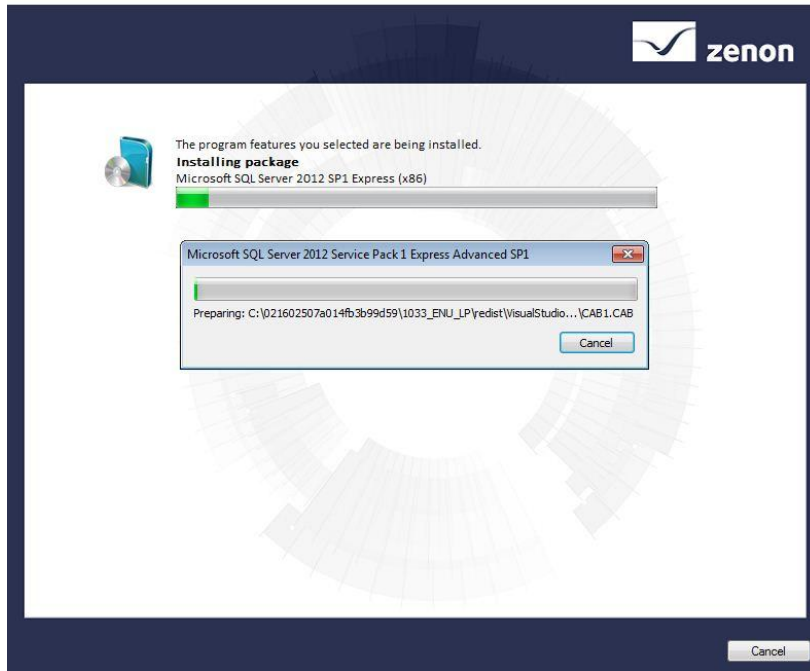 zenon
The program features you selected are being installed.
Installing package
Microsoft SQL Server 2012 SP1 Express (x86)
Microsoft SQL Server 2012 Service Pack 1 Express Advanced SP1
Preparing: C:\021602507a014fb3b99d59\1033_ENU_LP\redist\VisualStudio...\CAB1.CAB
Cancel
Cancel